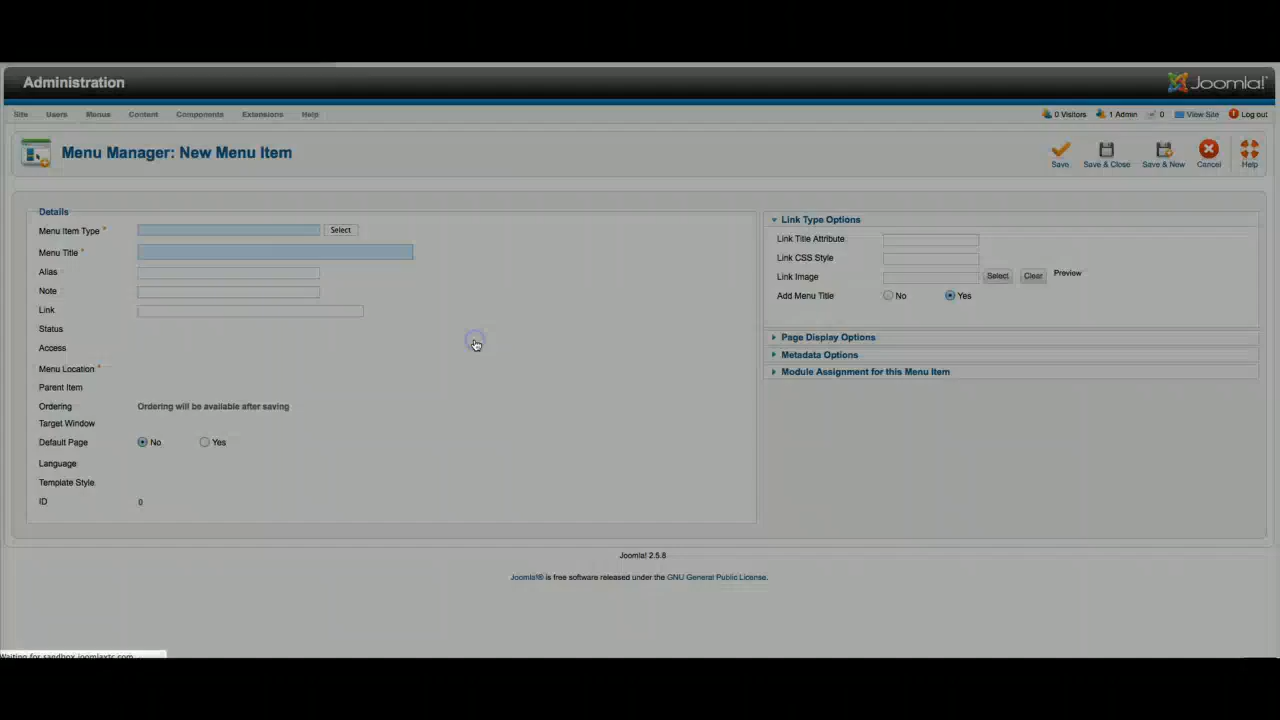 Administration
Joomla!
Site Users Menus Content Components Extensions Help
0 Visitors 1 Admin 0 View Site Log out
Menu Manager: New Menu Item
Save Save & Close Save & New Cancel Help
Details
Menu Item Type * Select
Menu Title *
Alias
Note
Link
Status
Access
Menu Location *
Parent Item
Ordering Ordering will be available after saving
Target Window
Default Page No Yes
Language
Template Style
ID 0
Link Type Options
Link Title Attribute
Link CSS Style
Link Image Select Clear Preview
Add Menu Title No Yes
Page Display Options
Metadata Options
Module Assignment for this Menu Item
Joomla! 2.5.8
Joomla!® is free software released under the GNU General Public License.
Waiting for sandbox.joomlaxtc.com